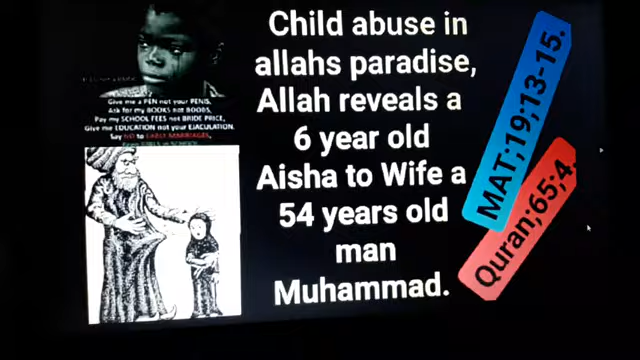 Give me a PEN not your PENIS,
Ask for my BOOKS not BOOBS,
Pay my SCHOOL FEES not BRIDE PRICE,
Give me EDUCATION not your EJACULATION.
Say NO to EARLY MARRIAGES,
Child abuse in
allahs paradise,
Allah reveals a
6 year old
Aisha to Wife a
54 years old
man
Muhammad.
MAT;19;13-15.
Quran;65;4.